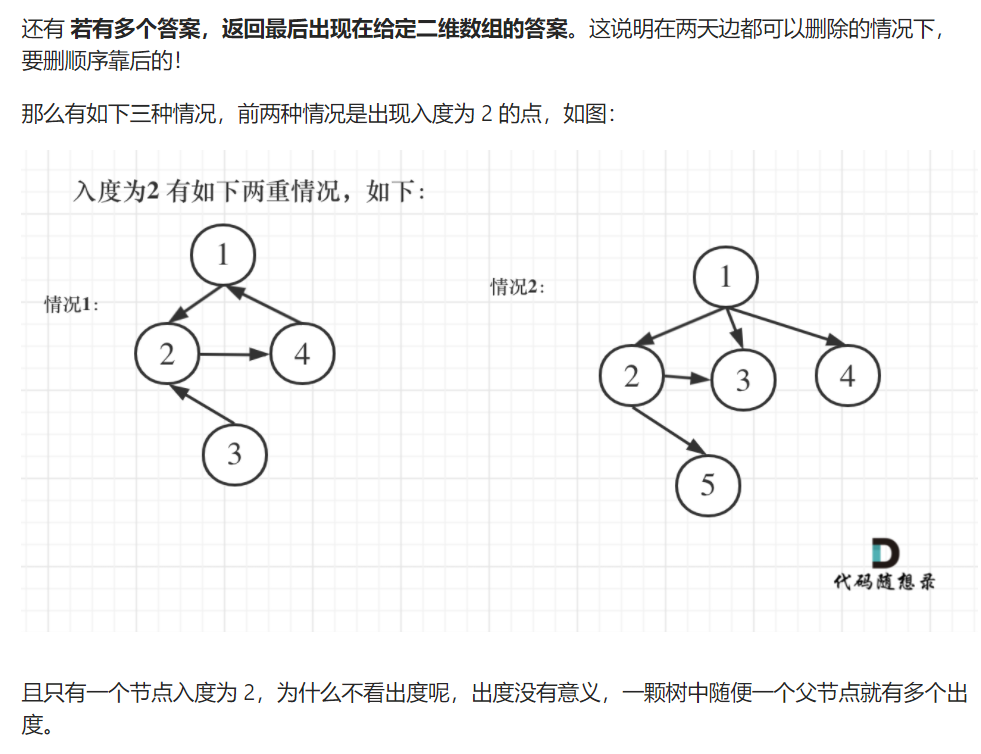 还有 若有多个答案，返回最后出现在给定二维数组的答案。这说明在两天边都可以删除的情况下，
要删顺序靠后的！
那么有如下三种情况，前两种情况是出现入度为 2 的点，如图：
入度为2 有如下两重情况，如下：
情况1：
1
2
4
3
情况2：
1
2
3
4
5
D
代码随想录
且只有一个节点入度为 2，为什么不看出度呢，出度没有意义，一颗树中随便一个父节点就有多个出
度。